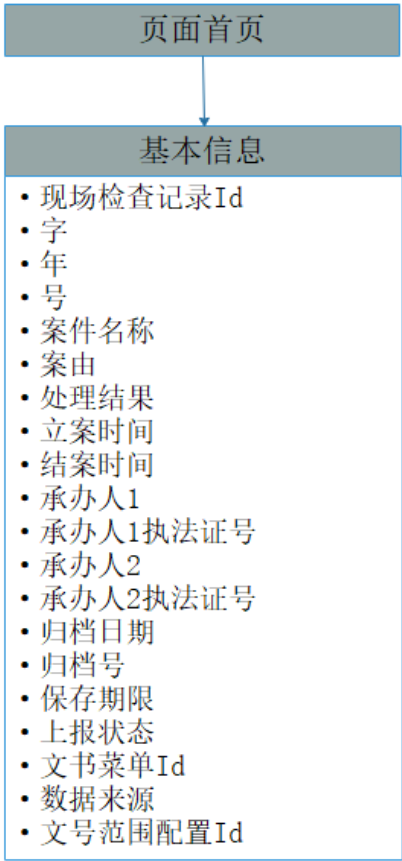 页面首页
基本信息
• 现场检查记录Id
• 字
• 年
• 号
• 案件名称
• 案由
• 处理结果
• 立案时间
• 结案时间
• 承办人1
• 承办人1执法证号
• 承办人2
• 承办人2执法证号
• 归档日期
• 归档号
• 保存期限
• 上报状态
• 文书菜单Id
• 数据来源
• 文号范围配置Id